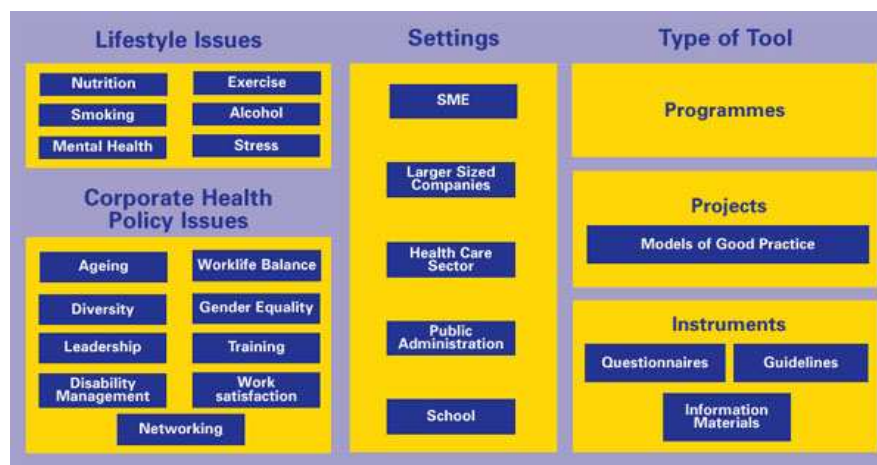 Lifestyle Issues
Nutrition
Exercise
Smoking
Alcohol
Mental Health
Stress
Corporate Health
Policy Issues
Ageing
Worklife Balance
Diversity
Gender Equality
Leadership
Training
Disability
Management
Work
satisfaction
Networking
Settings
SME
Larger Sized
Companies
Health Care
Sector
Public
Administration
School
Type of Tool
Programmes
Projects
Models of Good Practice
Instruments
Questionnaires
Guidelines
Information
Materials